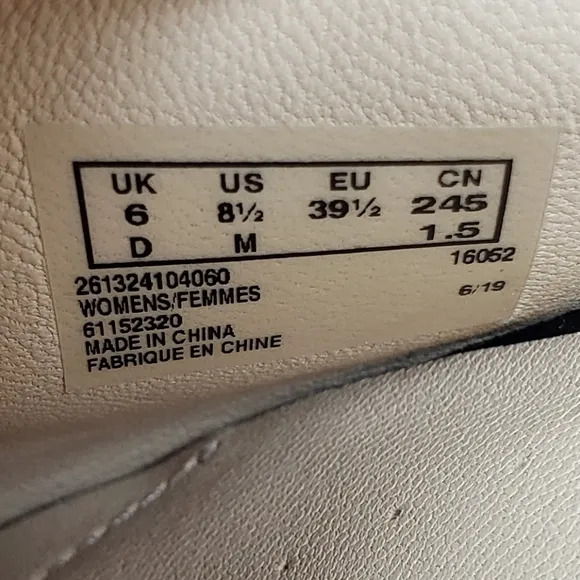 UK US EU CN
6 8½ 39½ 245
D M 1.5
261324104060 16052
WOMENS/FEMMES 6/19
61152320
MADE IN CHINA
FABRIQUE EN CHINE